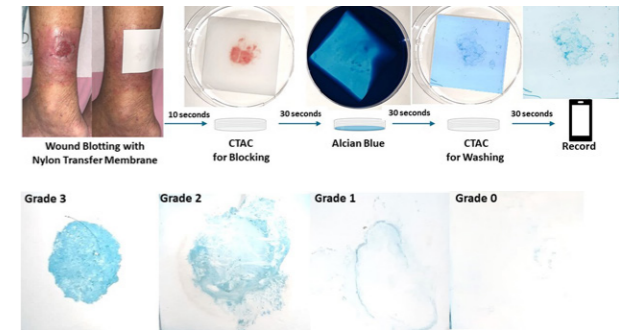 10 seconds
30 seconds
30 seconds
30 seconds
Wound Blotting with
Nylon Transfer Membrane
CTAC
for Blocking
Alcian Blue
CTAC
for Washing
Record
Grade 3
Grade 2
Grade 1
Grade 0